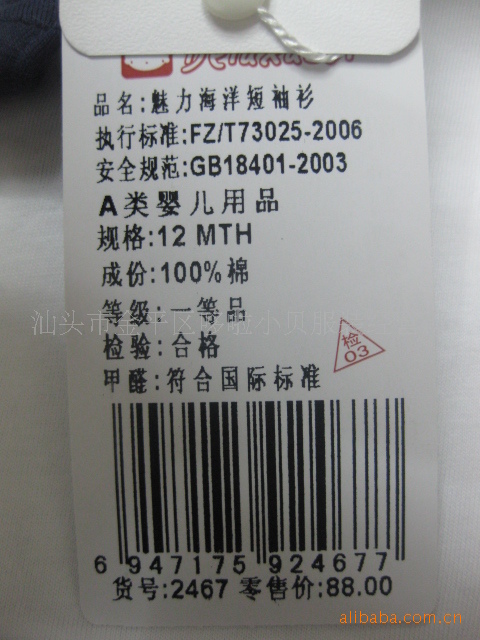 品名:魅力海洋短袖衫
执行标准:FZ/T73025-2006
安全规范:GB18401-2003
A类婴儿用品
规格:12 MTH
成份:100%棉
等级:一等品
检验:合格
检
03
甲醛:符合国际标准
6 947175 924677
货号:2467 零售价:88.00
alibaba.com.cn